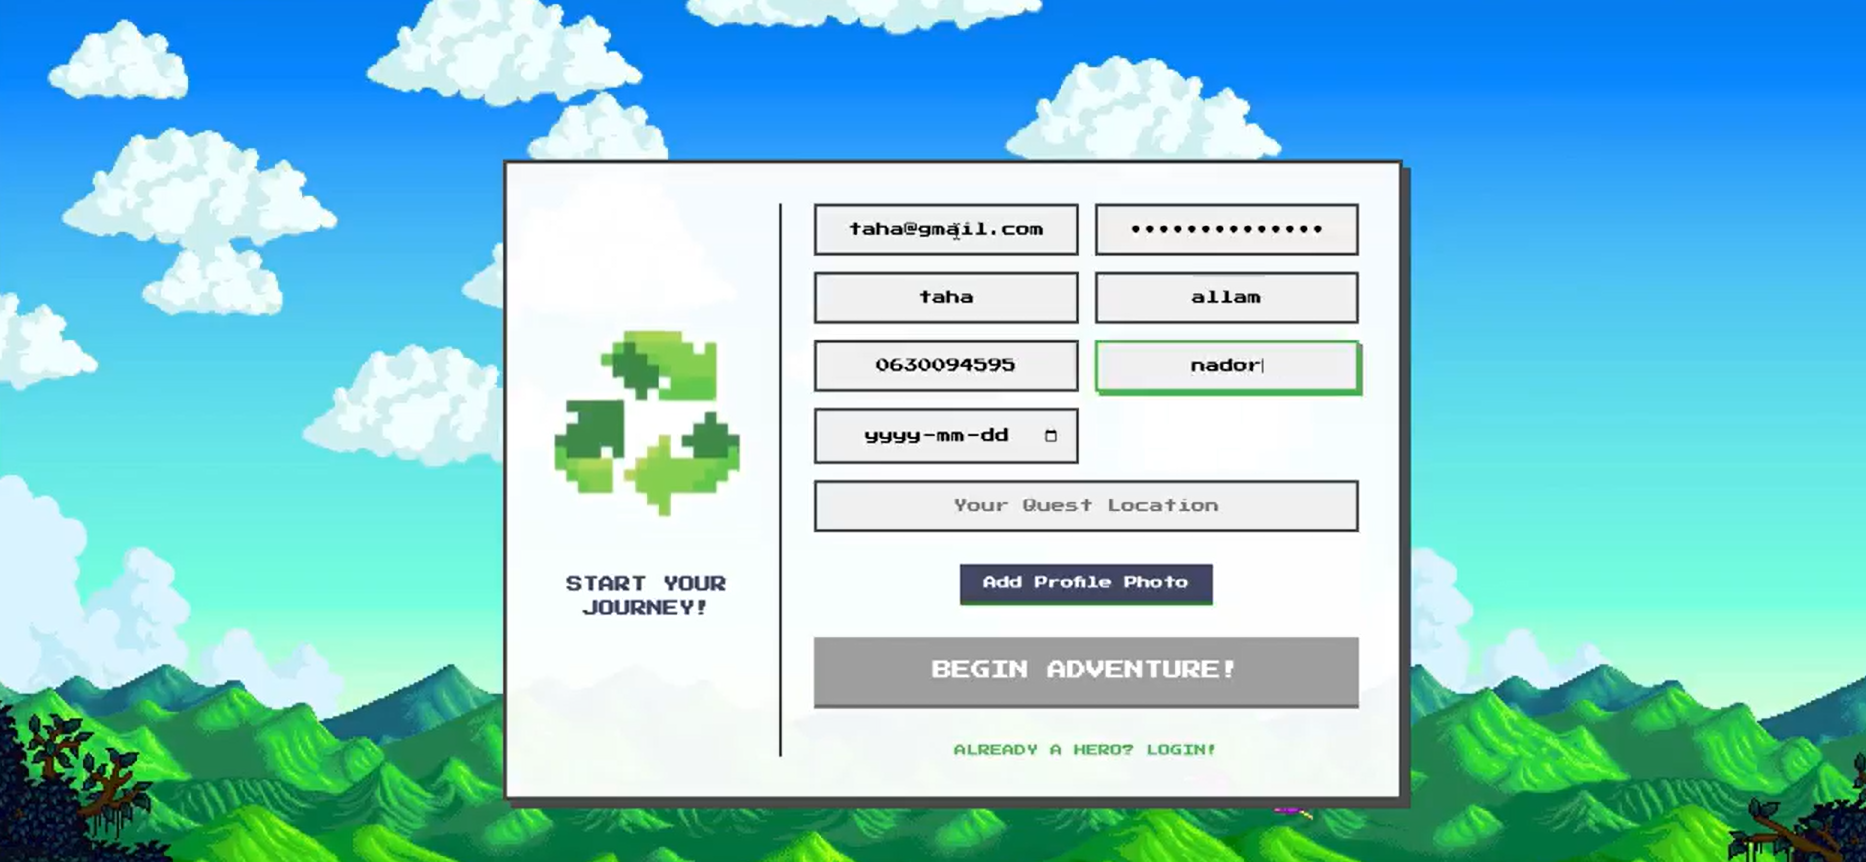 taha@gmail.com ••••••••••••••
taha allam
0630094595 nador
yyyy-mm-dd
Your Quest Location
START YOUR
JOURNEY!
Add Profile Photo
BEGIN ADVENTURE!
ALREADY A HERO? LOGIN!